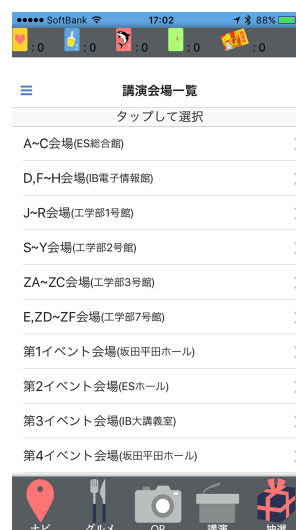 ●●●●● SoftBank 17:02 88%
: 0 : 0 : 0 : 0 : 0
講演会場一覧
タップして選択
A~C会場(ES総合館)
D,F~H会場(IB電子情報館)
J~R会場(工学部1号館)
S~Y会場(工学部2号館)
ZA~ZC会場(工学部3号館)
E,ZD~ZF会場(工学部7号館)
第1イベント会場(坂田平田ホール)
第2イベント会場(ESホール)
第3イベント会場(IB大講義室)
第4イベント会場(坂田平田ホール)
ナビ グルメ QR 講演 抽選